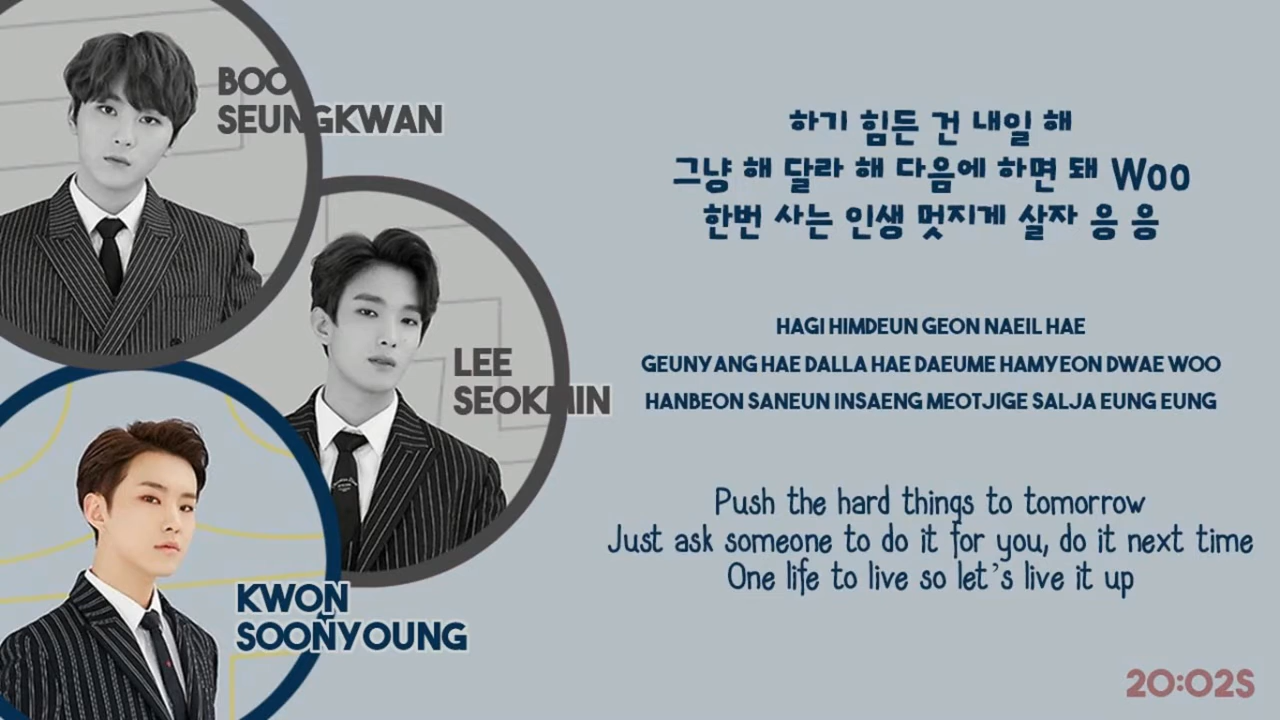 BOO
SEUNGKWAN
LEE
SEOKMIN
KWON
SOONYOUNG
하기 힘든 건 내일 해
그냥 해 달라 해 다음에 하면 돼 Woo
한번 사는 인생 멋지게 살자 응 응
HAGI HIMDEUN GEON NAEIL HAE
GEUNYANG HAE DALLA HAE DAEUME HAMYEON DWAE WOO
HANBEON SANEUN INSAENG MEOTJIGE SALJA EUNG EUNG
Push the hard things to tomorrow
Just ask someone to do it for you, do it next time
One life to live so let's live it up
20:02S